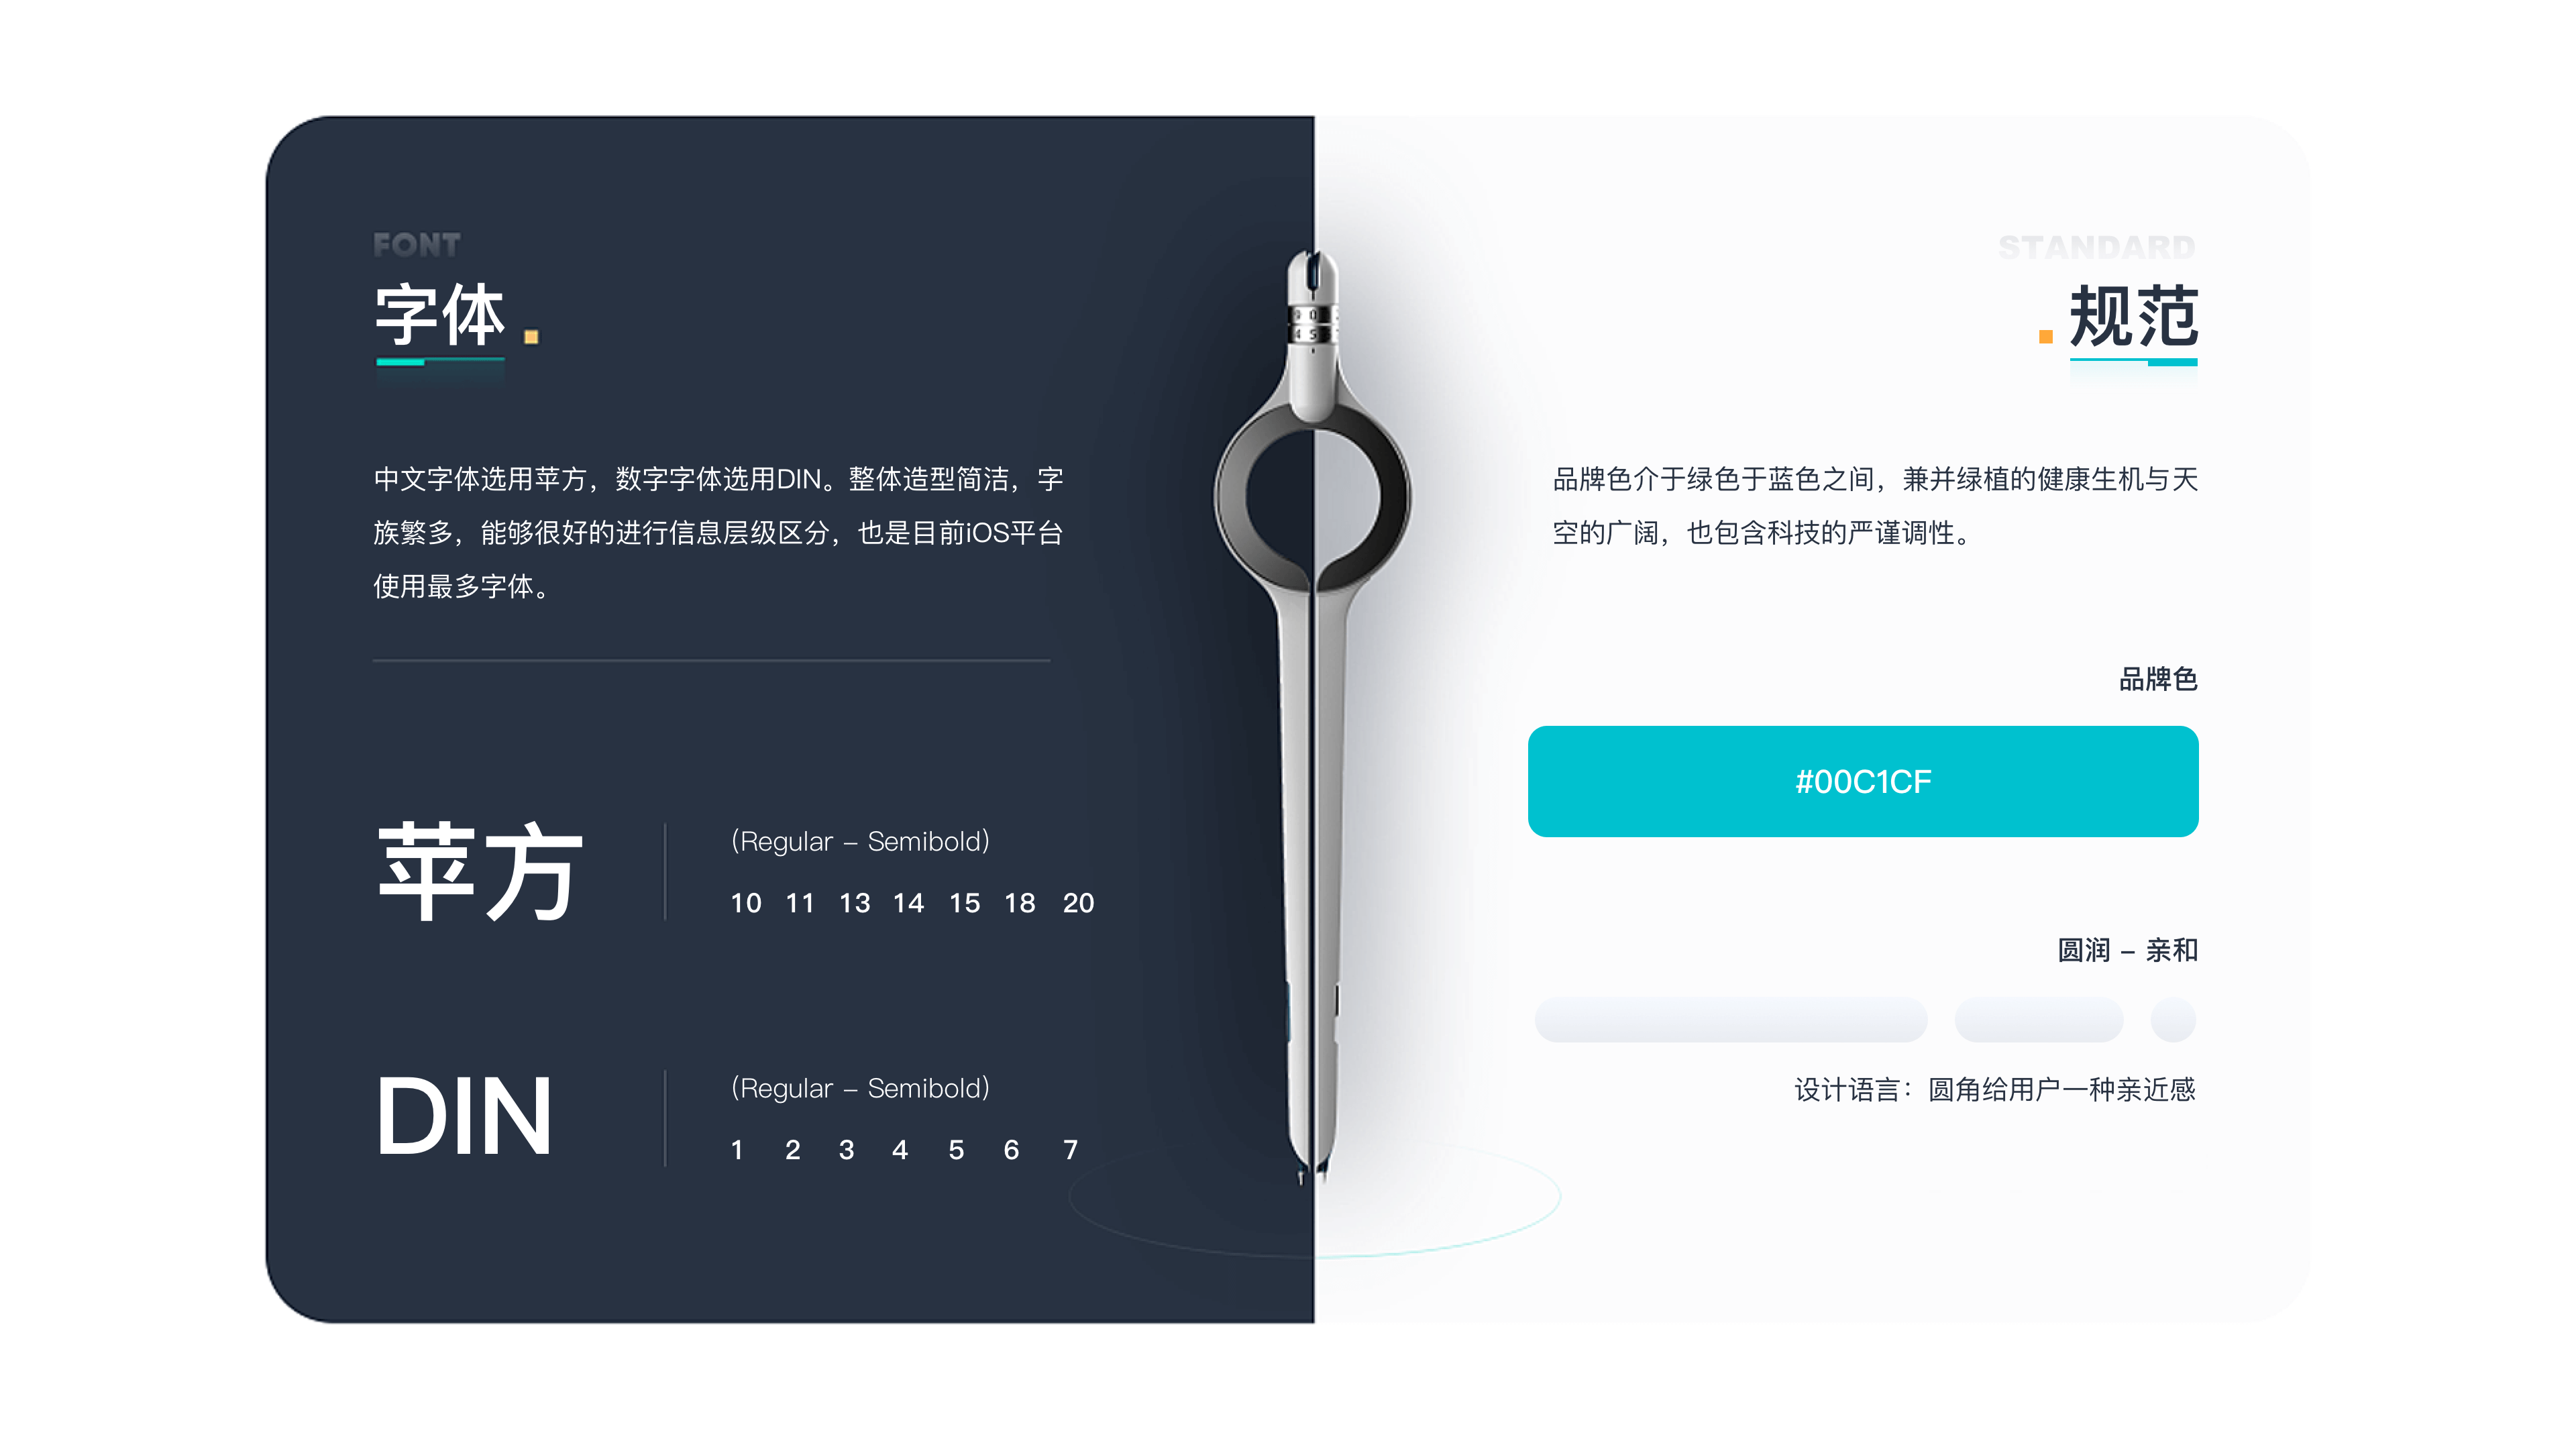 FONT
字体
中文字体选用苹方，数字字体选用DIN。整体造型简洁，字
族繁多，能够很好的进行信息层级区分，也是目前iOS平台
使用最多字体。
苹方
(Regular – Semibold)
10 11 13 14 15 18 20
DIN
(Regular – Semibold)
1 2 3 4 5 6 7
STANDARD
规范
品牌色介于绿色于蓝色之间，兼并绿植的健康生机与天
空的广阔，也包含科技的严谨调性。
品牌色
#00C1CF
圆润 – 亲和
设计语言：圆角给用户一种亲近感